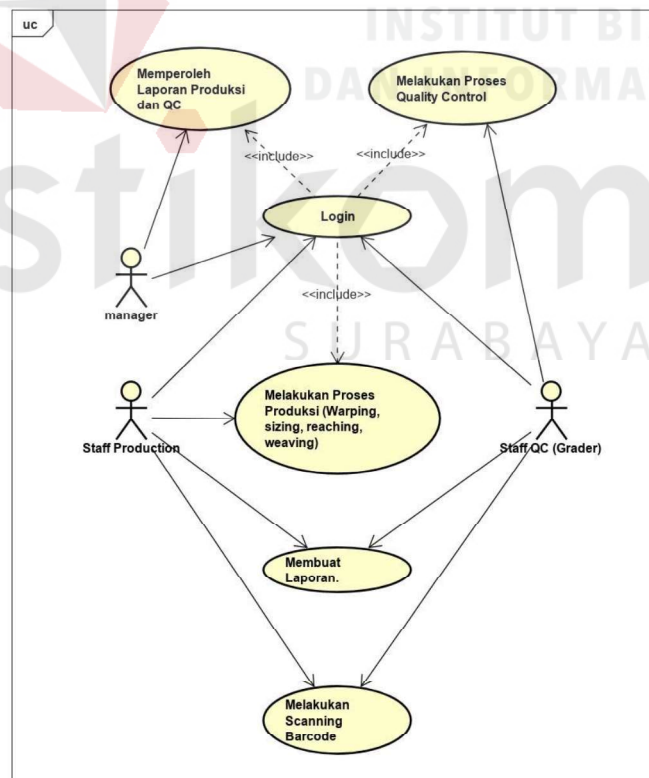 uc
INSTITUT BI
DAN INFORMA
stikom
SURABAYA
Memperoleh
Laporan Produksi
dan QC
Melakukan Proses
Quality Control
<<include>>
<<include>>
Login
<<include>>
manager
Melakukan Proses
Produksi (Warping,
sizing, reaching,
weaving)
Staff Production
Staff QC (Grader)
Membuat
Laporan.
Melakukan
Scanning
Barcode